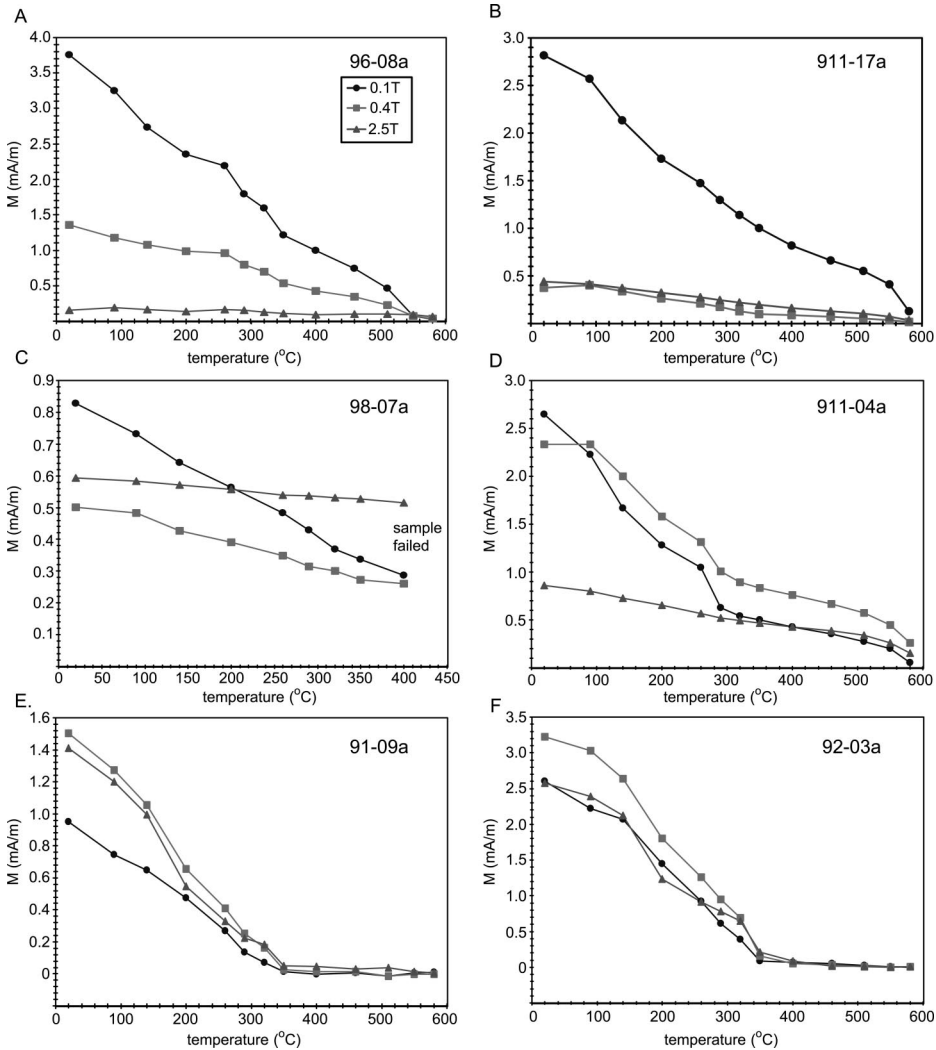 A
96-08a
0.1T
0.4T
2.5T
M (mA/m)
4.0
3.5
3.0
2.5
2.0
1.5
1.0
0.5
0 100 200 300 400 500 600
temperature (°C)
B
911-17a
M (mA/m)
3.0
2.5
2.0
1.5
1.0
0.5
0 100 200 300 400 500 600
temperature (°C)
C
98-07a
M (mA/m)
0.9
0.8
0.7
0.6
0.5
0.4
0.3
0.2
0.1
sample
failed
0 50 100 150 200 250 300 350 400 450
temperature (°C)
D
911-04a
M (mA/m)
3.0
2.5
2.0
1.5
1.0
0.5
0 100 200 300 400 500 600
temperature (°C)
E.
91-09a
M (mA/m)
1.6
1.4
1.2
1.0
0.8
0.6
0.4
0.2
0
0 100 200 300 400 500 600
temperature (°C)
F
92-03a
M (mA/m)
3.5
3.0
2.5
2.0
1.5
1.0
0.5
0
0 100 200 300 400 500 600
temperature (°C)